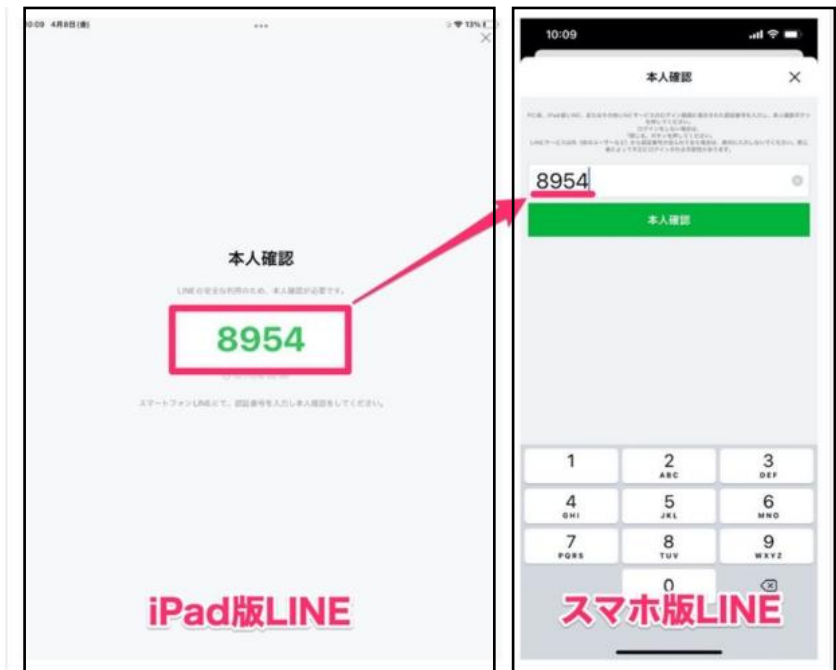 10:09 4月8日(金)
13%
本人確認
LINEの安全な利用のため、本人確認が必要です。
8954
スマートフォンLINEにて、認証番号を入力し本人確認をしてください。
iPad版LINE
10:09
本人確認
8954
本人確認
1
2
ABC
3
DEF
4
GHI
5
JKL
6
MNO
7
PQRS
8
TUV
9
WXYZ
0
スマホ版LINE